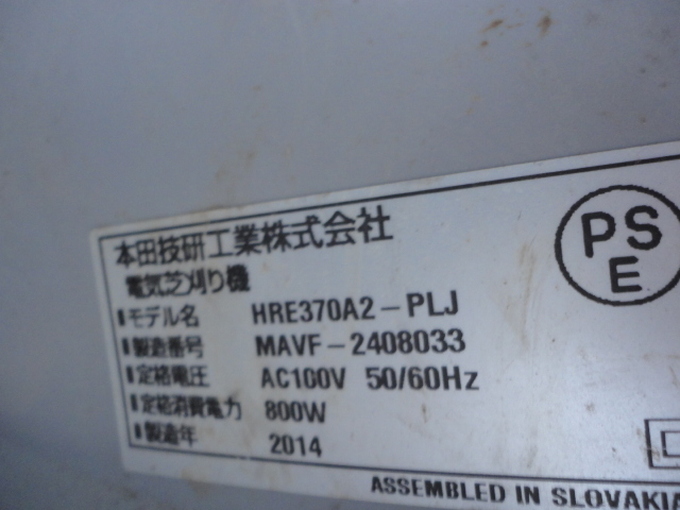 本田技研工業株式会社
電気芝刈り機
モデル名 HRE370A2-PLJ
製造番号 MAVF-2408033
定格電圧 AC100V 50/60Hz
定格消費電力 800W
製造年 2014
PS
E
ASSEMBLED IN SLOVAKIA